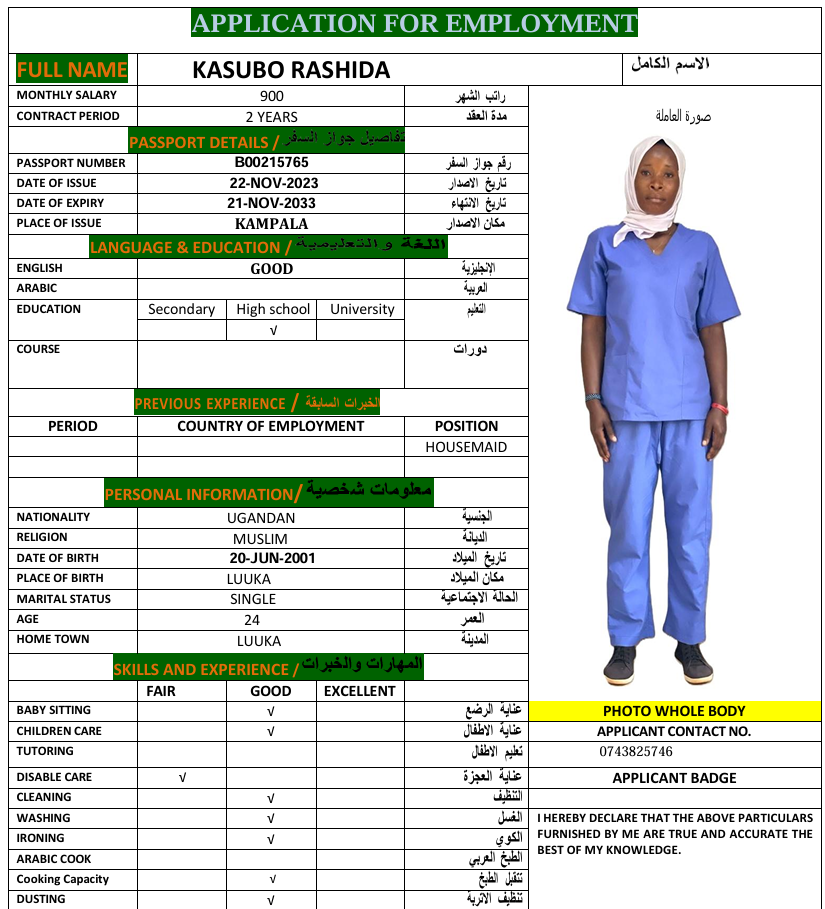 APPLICATION FOR EMPLOYMENT
FULL NAME KASUBO RASHIDA الاسم الكامل
MONTHLY SALARY 900 راتب الشهر
CONTRACT PERIOD 2 YEARS مدة العقد
صورة العاملة
PASSPORT DETAILS / تفاصيل جواز السفر
PASSPORT NUMBER B00215765 رقم جواز السفر
DATE OF ISSUE 22-NOV-2023 تاريخ الاصدار
DATE OF EXPIRY 21-NOV-2033 تاريخ الانتهاء
PLACE OF ISSUE KAMPALA مكان الاصدار
LANGUAGE & EDUCATION / اللغة و التعليمية
ENGLISH GOOD الإنجليزية
ARABIC العربية
EDUCATION Secondary High school University التعليم
√
COURSE دورات
PREVIOUS EXPERIENCE / الخبرات السابقة
PERIOD COUNTRY OF EMPLOYMENT POSITION
HOUSEMAID
PERSONAL INFORMATION/ معلومات شخصية
NATIONALITY UGANDAN الجنسية
RELIGION MUSLIM الديانة
DATE OF BIRTH 20-JUN-2001 تاريخ الميلاد
PLACE OF BIRTH LUUKA مكان الميلاد
MARITAL STATUS SINGLE الحالة الاجتماعية
AGE 24 العمر
HOME TOWN LUUKA المدينة
SKILLS AND EXPERIENCE / المهارات والخبرات
FAIR GOOD EXCELLENT
BABY SITTING √ عناية الرضع
CHILDREN CARE √ عناية الاطفال
TUTORING تعليم الاطفال
DISABLE CARE √ عناية العجزة
CLEANING √ التنظيف
WASHING √ الغسل
IRONING √ الكوي
ARABIC COOK الطبخ العربي
Cooking Capacity √ تتقبل الطبخ
DUSTING √ تنظيف الاتربة
PHOTO WHOLE BODY
APPLICANT CONTACT NO.
0743825746
APPLICANT BADGE
I HEREBY DECLARE THAT THE ABOVE PARTICULARS
FURNISHED BY ME ARE TRUE AND ACCURATE THE
BEST OF MY KNOWLEDGE.